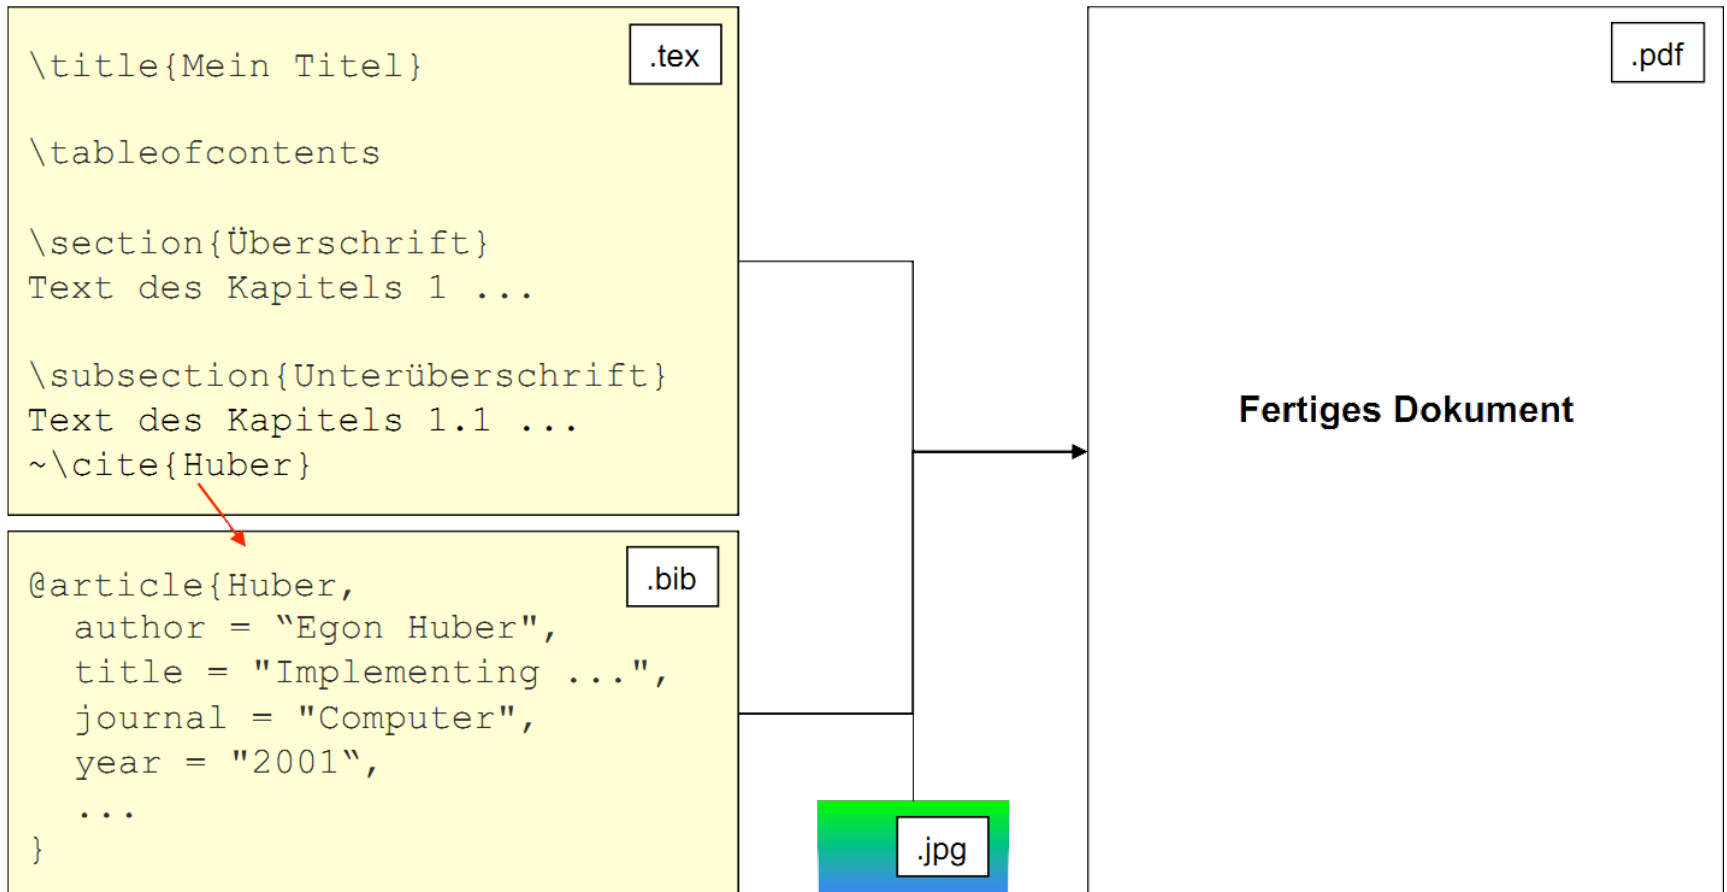 \title{Mein Titel}
.tex
\tableofcontents
\section{Überschrift}
Text des Kapitels 1 ...
\subsection{Unterüberschrift}
Text des Kapitels 1.1 ...
~\cite{Huber}
@article{Huber,
.bib
author = “Egon Huber",
title = "Implementing ...",
journal = "Computer",
year = "2001“,
...
}
.jpg
.pdf
Fertiges Dokument